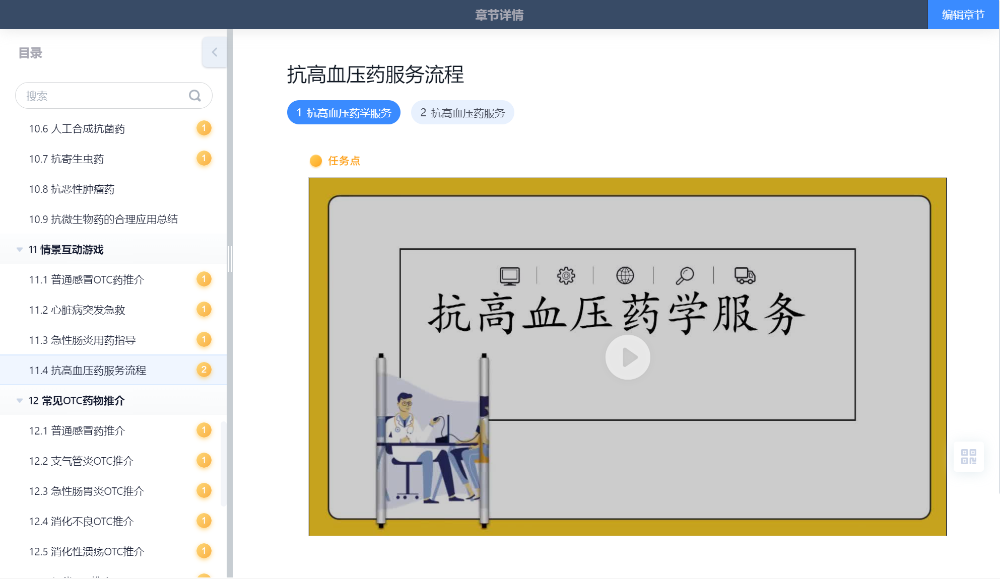 章节详情
编辑章节
目录
搜索
10.6 人工合成抗菌药 1
10.7 抗寄生虫药 1
10.8 抗恶性肿瘤药
10.9 抗微生物药的合理应用总结
11 情景互动游戏
11.1 普通感冒OTC药推介 1
11.2 心脏病突发急救 1
11.3 急性肠炎用药指导 1
11.4 抗高血压药服务流程 2
12 常见OTC药物推介
12.1 普通感冒药推介 1
12.2 支气管炎OTC推介 1
12.3 急性肠胃炎OTC推介 1
12.4 消化不良OTC推介 1
12.5 消化性溃疡OTC推介 1
抗高血压药服务流程
1 抗高血压药学服务
2 抗高血压药服务
任务点
抗高血压药学服务